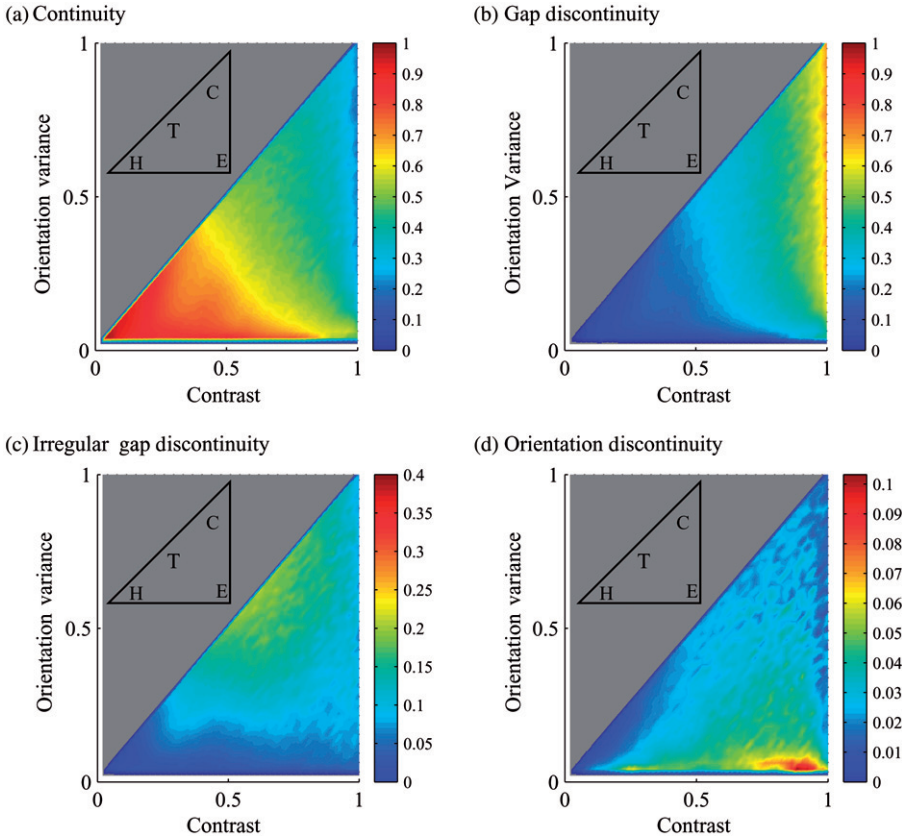 (a) Continuity
(b) Gap discontinuity
1
0.5
0
0
0.5
1
Orientation variance
Contrast
C
T
H
E
1
0.9
0.8
0.7
0.6
0.5
0.4
0.3
0.2
0.1
0
1
0.5
0
0
0.5
1
Orientation Variance
Contrast
C
T
H
E
1
0.9
0.8
0.7
0.6
0.5
0.4
0.3
0.2
0.1
0
(c) Irregular gap discontinuity
(d) Orientation discontinuity
1
0.5
0
0
0.5
1
Orientation variance
Contrast
C
T
H
E
0.4
0.35
0.3
0.25
0.2
0.15
0.1
0.05
0
1
0.5
0
0
0.5
1
Orientation variance
Contrast
C
T
H
E
0.1
0.09
0.08
0.07
0.06
0.05
0.04
0.03
0.02
0.01
0